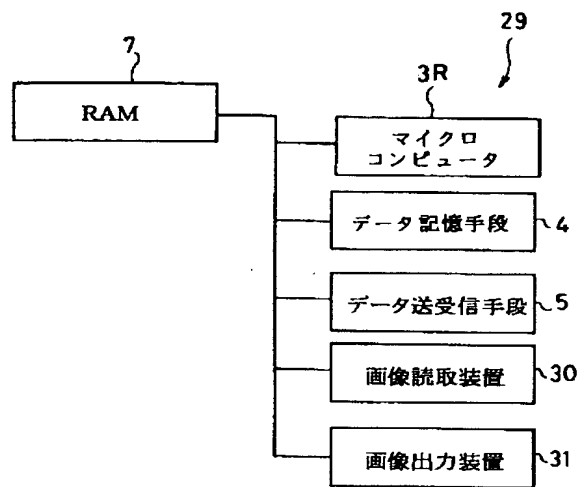 29
7
3R
RAM
マイクロ
コンピュータ
データ記憶手段
4
データ送受信手段
5
画像読取装置
30
画像出力装置
31